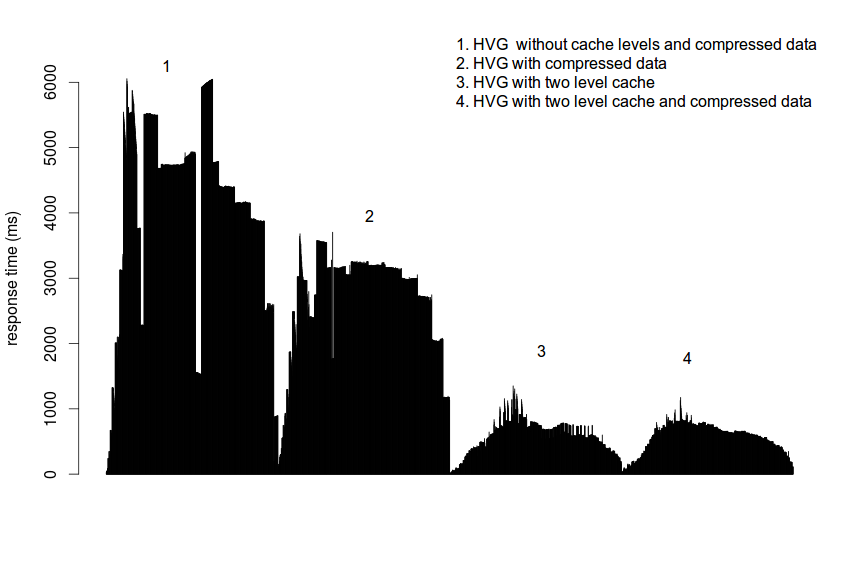 1. HVG  without cache levels and compressed data
2. HVG with compressed data
3. HVG with two level cache
4. HVG with two level cache and compressed data
1
2
3
4
response time (ms)
6000
5000
4000
3000
2000
1000
0